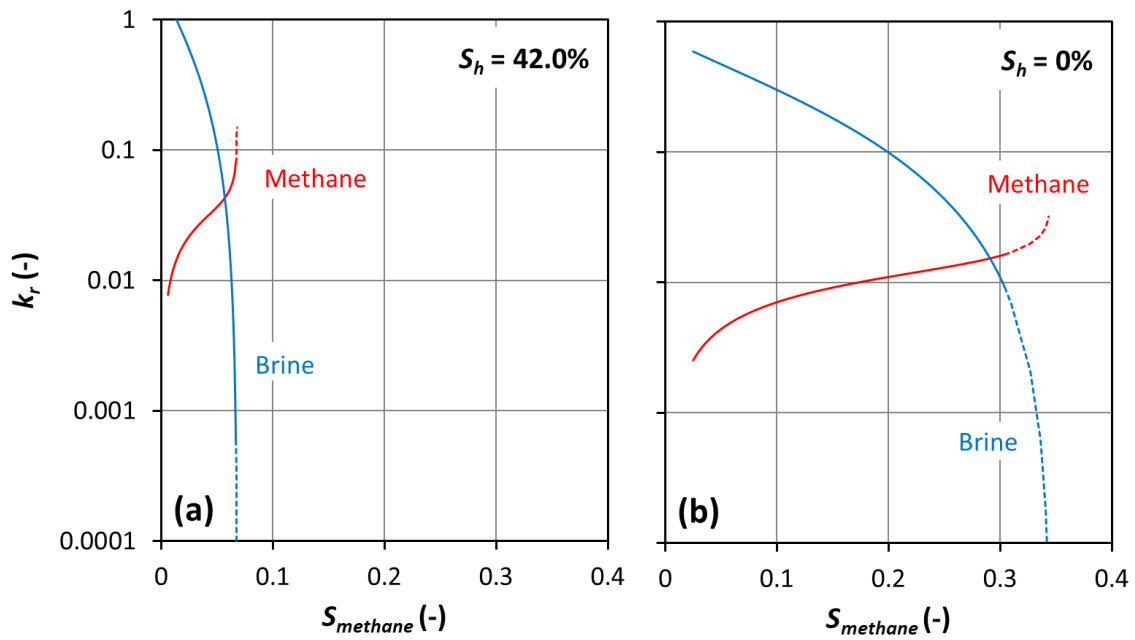 1
0.1
0.01
0.001
0.0001
k_r (-)
S_h = 42.0%
Methane
Brine
(a)
0 0.1 0.2 0.3 0.4
S_methane (-)
S_h = 0%
Methane
Brine
(b)
0 0.1 0.2 0.3 0.4
S_methane (-)